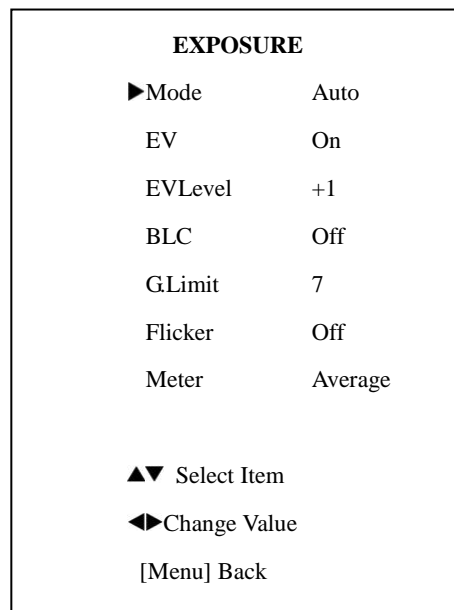 EXPOSURE
▶Mode Auto
EV On
EVLevel +1
BLC Off
G.Limit 7
Flicker Off
Meter Average
▲▼ Select Item
◀▶Change Value
[Menu] Back